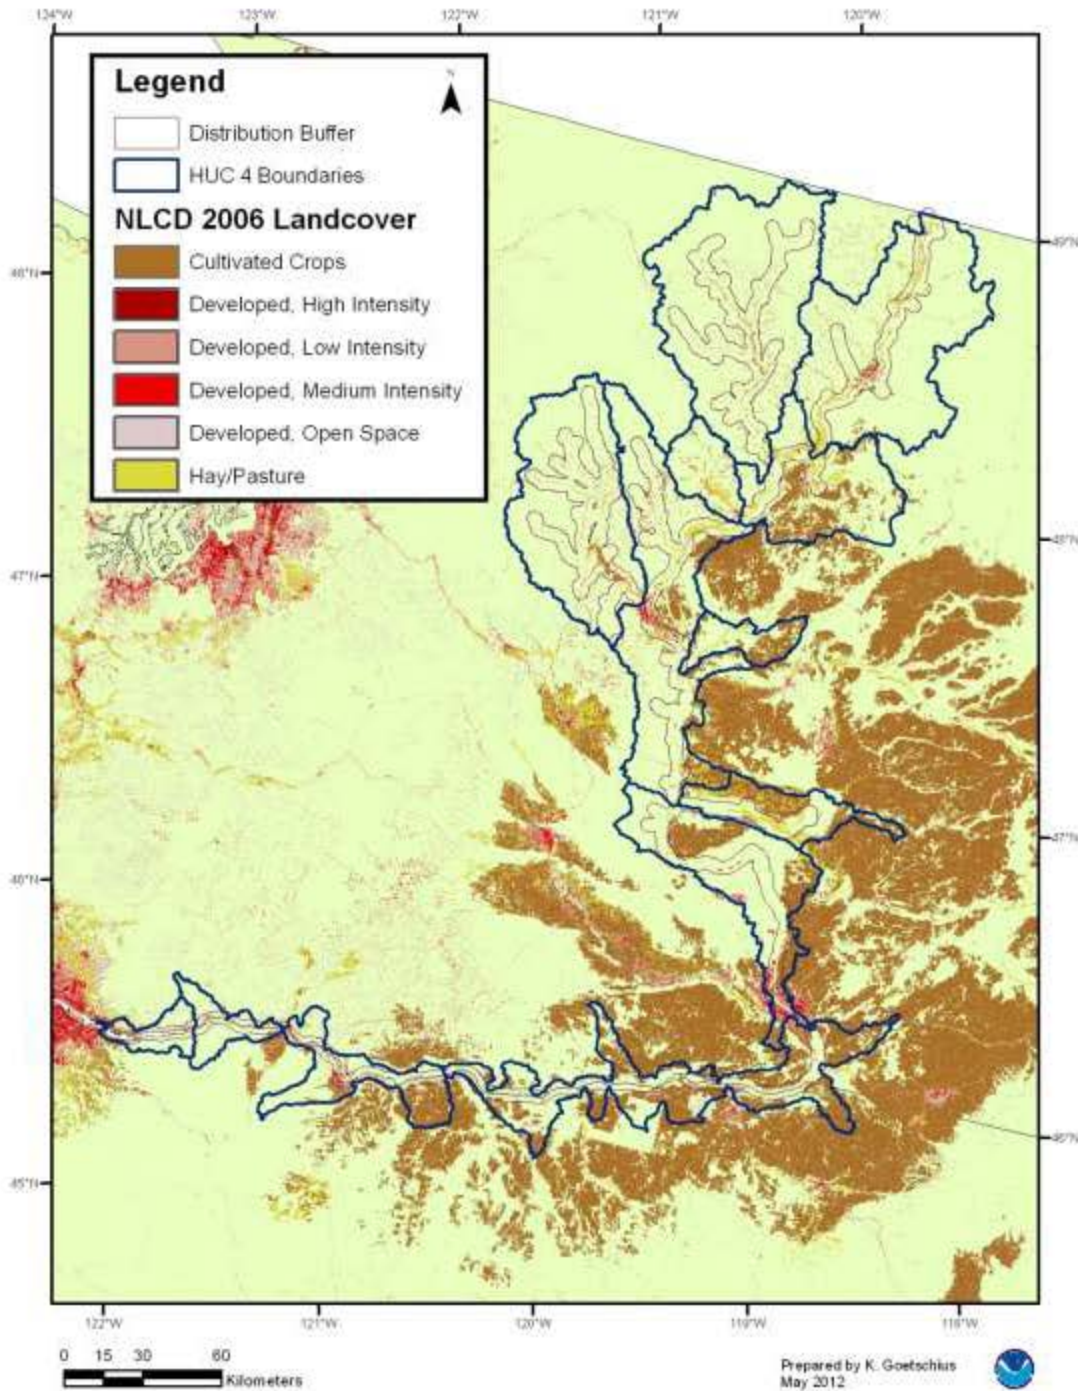 124°W 123°W 122°W 121°W 120°W
Legend
N
Distribution Buffer
HUC 4 Boundaries
NLCD 2006 Landcover
Cultivated Crops
Developed, High Intensity
Developed, Low Intensity
Developed, Medium Intensity
Developed, Open Space
Hay/Pasture
49°N
48°N
48°N
47°N
47°N
46°N
46°N
45°N
122°W 121°W 120°W 119°W 118°W
0 15 30 60
Kilometers
Prepared by K. Goetschius
May 2012